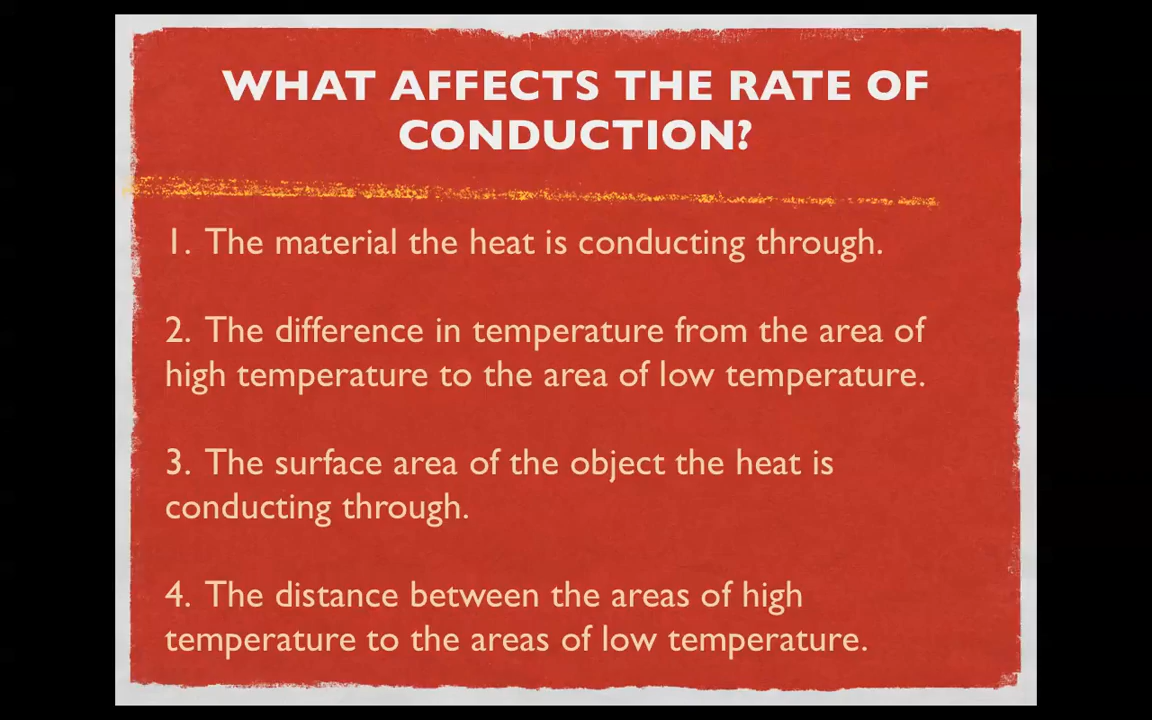 WHAT AFFECTS THE RATE OF
CONDUCTION?
1. The material the heat is conducting through.
2. The difference in temperature from the area of
high temperature to the area of low temperature.
3. The surface area of the object the heat is
conducting through.
4. The distance between the areas of high
temperature to the areas of low temperature.